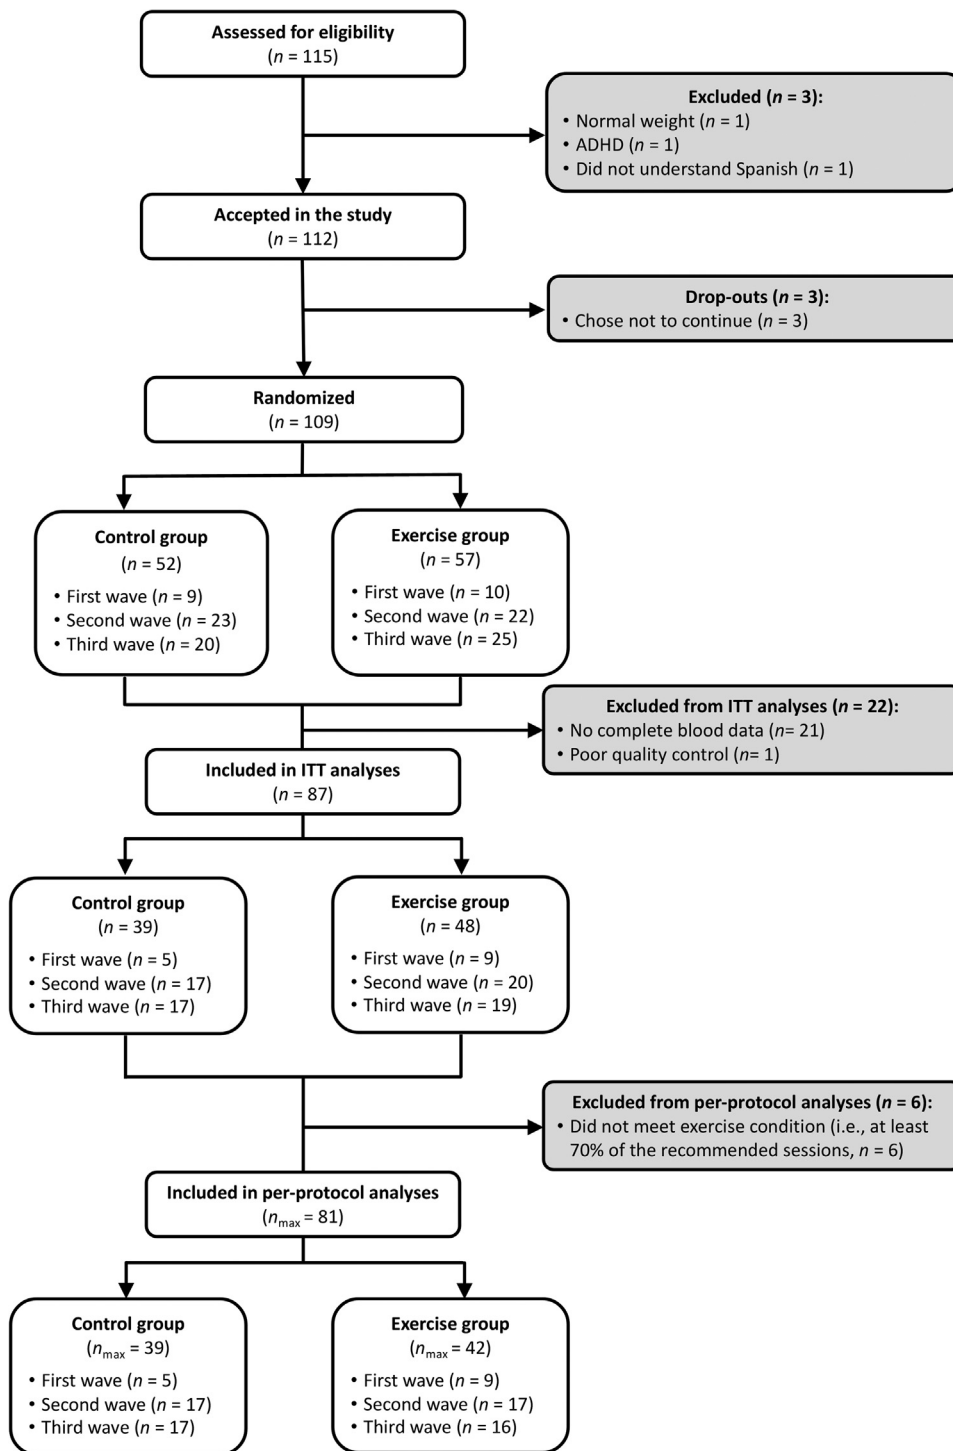 Assessed for eligibility
(n = 115)
Excluded (n = 3):
• Normal weight (n = 1)
• ADHD (n = 1)
• Did not understand Spanish (n = 1)
Accepted in the study
(n = 112)
Drop-outs (n = 3):
• Chose not to continue (n = 3)
Randomized
(n = 109)
Control group
(n = 52)
• First wave (n = 9)
• Second wave (n = 23)
• Third wave (n = 20)
Exercise group
(n = 57)
• First wave (n = 10)
• Second wave (n = 22)
• Third wave (n = 25)
Excluded from ITT analyses (n = 22):
• No complete blood data (n= 21)
• Poor quality control (n= 1)
Included in ITT analyses
(n = 87)
Control group
(n = 39)
• First wave (n = 5)
• Second wave (n = 17)
• Third wave (n = 17)
Exercise group
(n = 48)
• First wave (n = 9)
• Second wave (n = 20)
• Third wave (n = 19)
Excluded from per-protocol analyses (n = 6):
• Did not meet exercise condition (i.e., at least
70% of the recommended sessions, n = 6)
Included in per-protocol analyses
(nmax = 81)
Control group
(nmax = 39)
• First wave (n = 5)
• Second wave (n = 17)
• Third wave (n = 17)
Exercise group
(nmax = 42)
• First wave (n = 9)
• Second wave (n = 17)
• Third wave (n = 16)